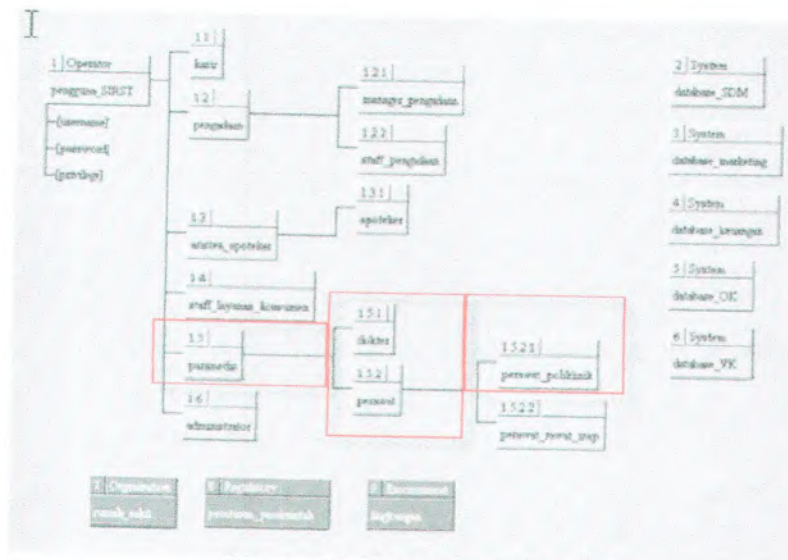 1 | Operator
pengguna_SIRST
[username]
[password]
[privilege]
1.1
kasir
1.2
pengadaan
1.2.1
manager_pengadaan
1.2.2
staff_pengadaan
1.3
asisten_apoteker
1.3.1
apoteker
1.4
staff_layanan_konsumen
1.5
paramedis
1.5.1
dokter
1.5.2
perawat
1.5.2.1
perawat_poliklinik
1.5.2.2
perawat_rawat_inap
1.6
administrator
2 | System
database_SDM
3 | System
database_marketing
4 | System
database_keuangan
5 | System
database_OK
6 | System
database_VK
7 | Organization
rumah_sakit
8 | Regulatory
peraturan_pemerintah
9 | Environment
lingkungan